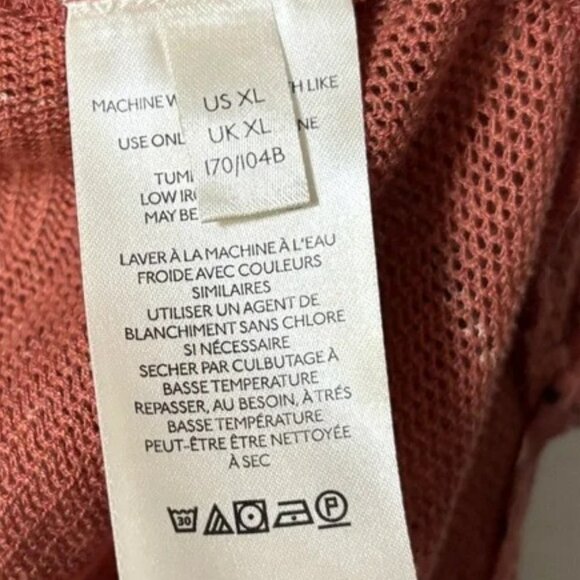 MACHINE W
US XL
H LIKE
USE ONL
UK XL
NE
170/104B
TUM
LOW IR
MAY BE
LAVER À LA MACHINE À L'EAU
FROIDE AVEC COULEURS
SIMILAIRES
UTILISER UN AGENT DE
BLANCHIMENT SANS CHLORE
SI NÉCESSAIRE
SECHER PAR CULBUTAGE À
BASSE TEMPERATURE
REPASSER, AU BESOIN, À TRÉS
BASSE TEMPÉRATURE
PEUT-ÊTRE ÊTRE NETTOYÉE
À SEC
30 P